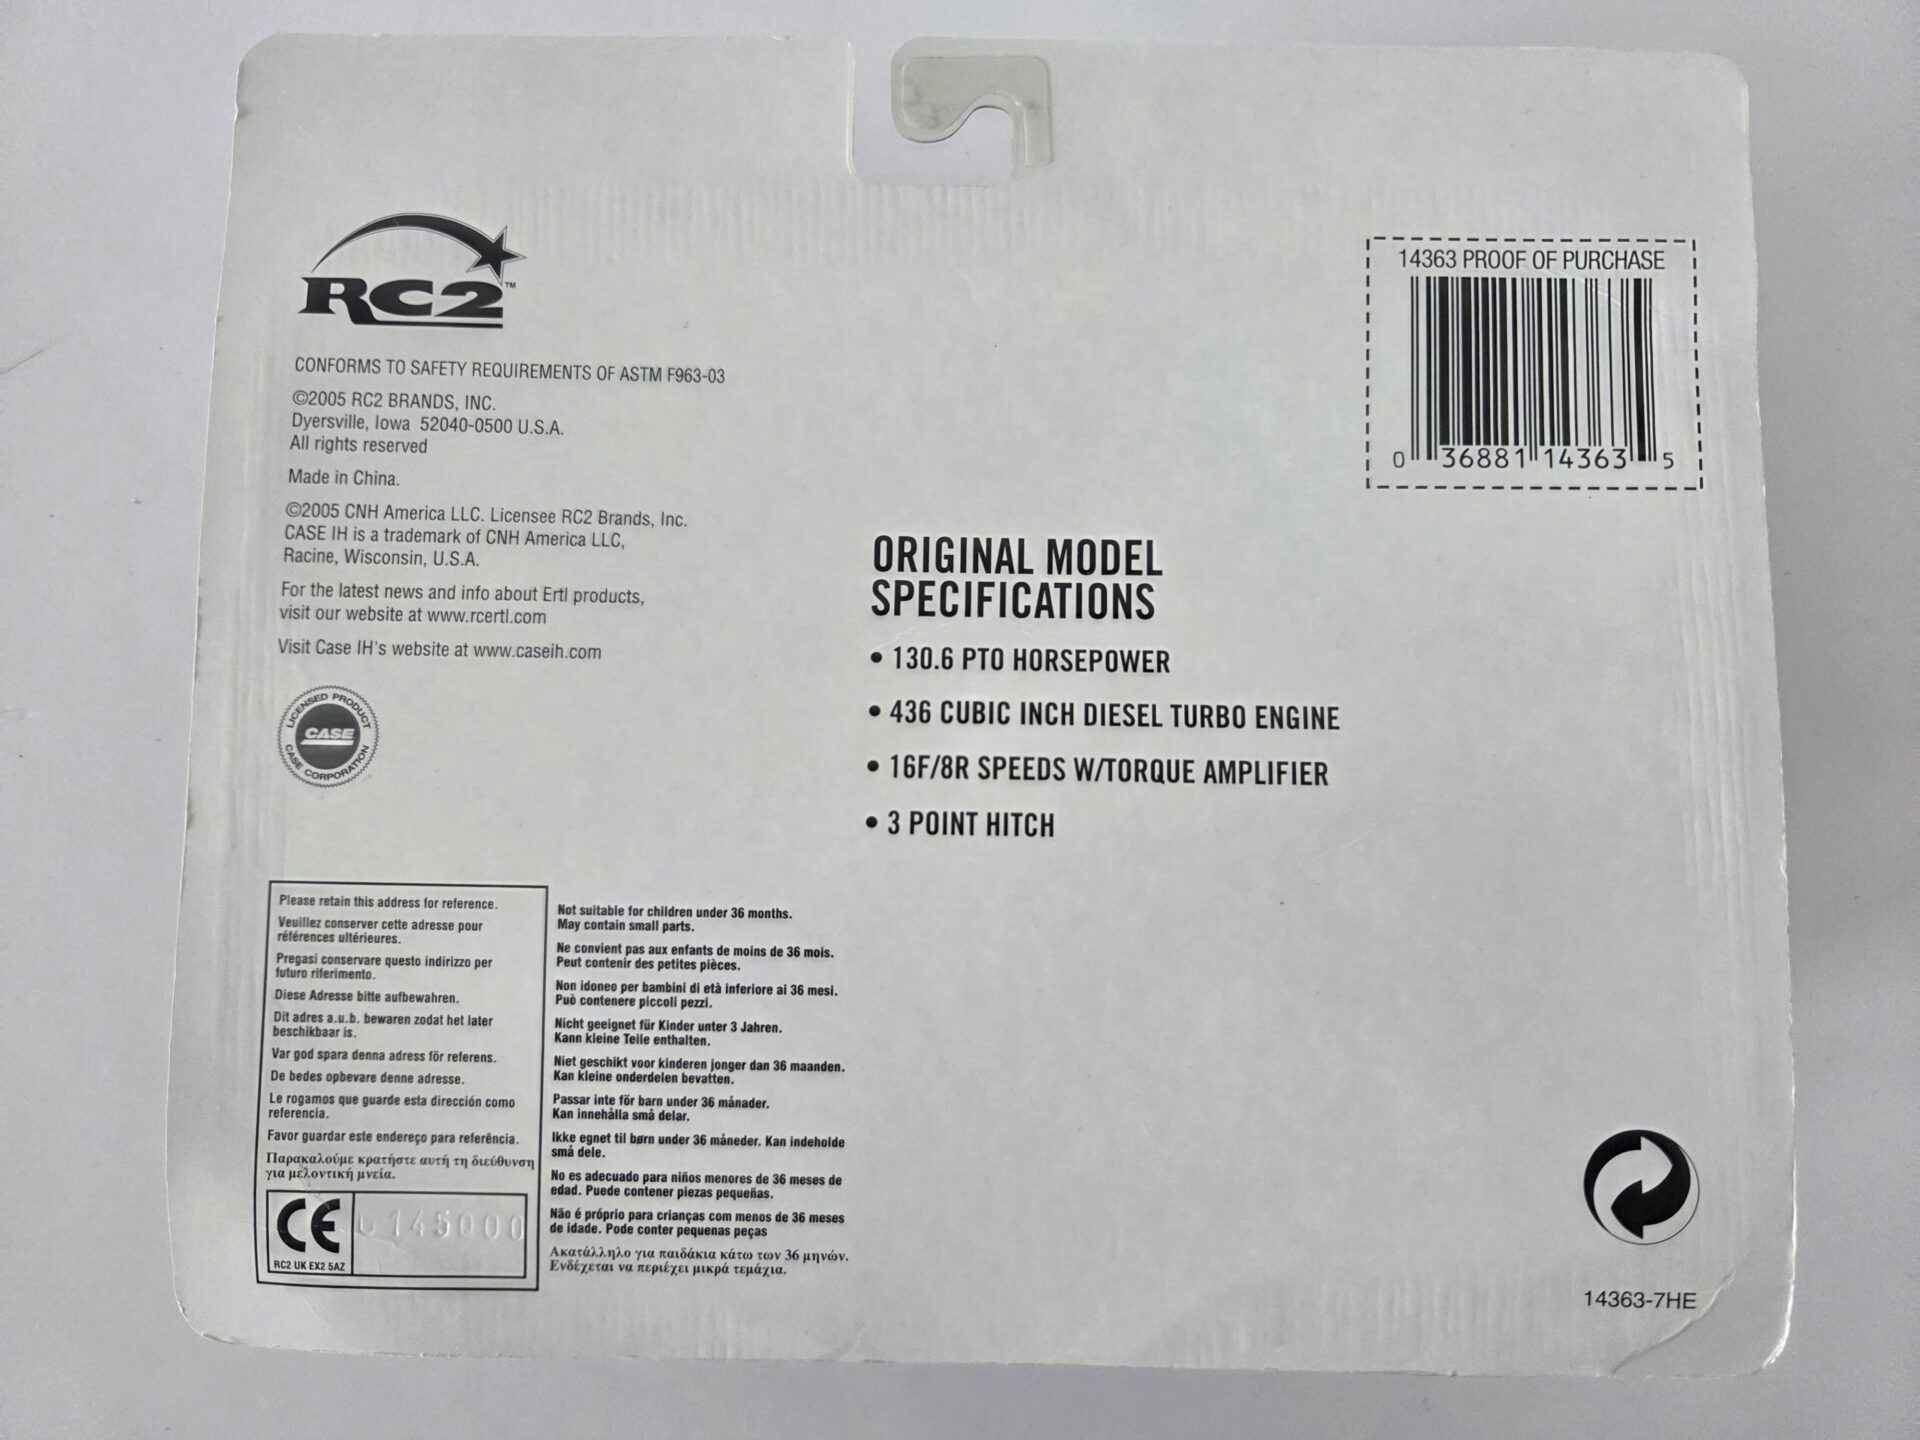 RC2™
CONFORMS TO SAFETY REQUIREMENTS OF ASTM F963-03
©2005 RC2 BRANDS, INC.
Dyersville, Iowa 52040-0500 U.S.A.
All rights reserved
Made in China.
©2005 CNH America LLC. Licensee RC2 Brands, Inc.
CASE IH is a trademark of CNH America LLC,
Racine, Wisconsin, U.S.A.
For the latest news and info about Ertl products,
visit our website at www.rcertl.com
Visit Case IH's website at www.caseih.com
LICENSED PRODUCT
CASE
CASE CORPORATION
14363 PROOF OF PURCHASE
0 36881 14363 5
ORIGINAL MODEL
SPECIFICATIONS
• 130.6 PTO HORSEPOWER
• 436 CUBIC INCH DIESEL TURBO ENGINE
• 16F/8R SPEEDS W/TORQUE AMPLIFIER
• 3 POINT HITCH
Please retain this address for reference.
Veuillez conserver cette adresse pour
références ultérieures.
Pregasi conservare questo indirizzo per
futuro riferimento.
Diese Adresse bitte aufbewahren.
Dit adres a.u.b. bewaren zodat het later
beschikbaar is.
Var god spara denna adress för referens.
De bedes opbevare denne adresse.
Le rogamos que guarde esta dirección como
referencia.
Favor guardar este endereço para referência.
Παρακαλούμε κρατήστε αυτή τη διεύθυνση
για μελοντική μνεία.
CE
RC2 UK EX2 5AZ
145000
Not suitable for children under 36 months.
May contain small parts.
Ne convient pas aux enfants de moins de 36 mois.
Peut contenir des petites pièces.
Non idoneo per bambini di età inferiore ai 36 mesi.
Può contenere piccoli pezzi.
Nicht geeignet für Kinder unter 3 Jahren.
Kann kleine Teile enthalten.
Niet geschikt voor kinderen jonger dan 36 maanden.
Kan kleine onderdelen bevatten.
Passar inte för barn under 36 månader.
Kan innehålla små delar.
Ikke egnet til børn under 36 måneder. Kan indeholde
små dele.
No es adecuado para niños menores de 36 meses de
edad. Puede contener piezas pequeñas.
Não é próprio para crianças com menos de 36 meses
de idade. Pode conter pequenas peças
Ακατάλληλο για παιδάκια κάτω των 36 μηνών.
Ενδέχεται να περιέχει μικρά τεμάχια.
14363-7HE